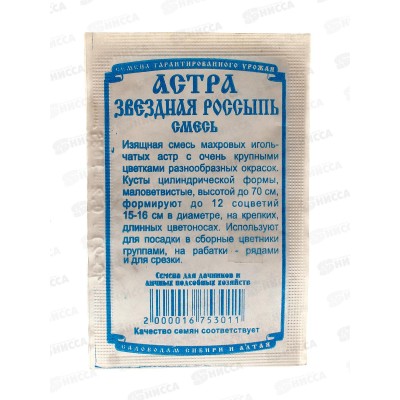 СЕМЕНА ГАРАНТИРОВАННОГО УРОЖАЯ
АСТРА
ЗВЕЗДНАЯ РОССЫПЬ
СМЕСЬ
Изящная смесь махровых иголь-
чатых астр с очень крупными
цветками разнообразных окрасок.
Кусты цилиндрической формы,
маловетвистые, высотой до 70 см,
формируют до 12 соцветий
15-16 см в диаметре, на крепких,
длинных цветоносах. Используют
для посадки в сборные цветники
группами, на рабатки - рядами
и для срезки.
Семена для дачников и
личных подсобных хозяйств
2 000016 753011
Качество семян соответствует
САДОВОДАМ СИБИРИ И АЛТАЯ